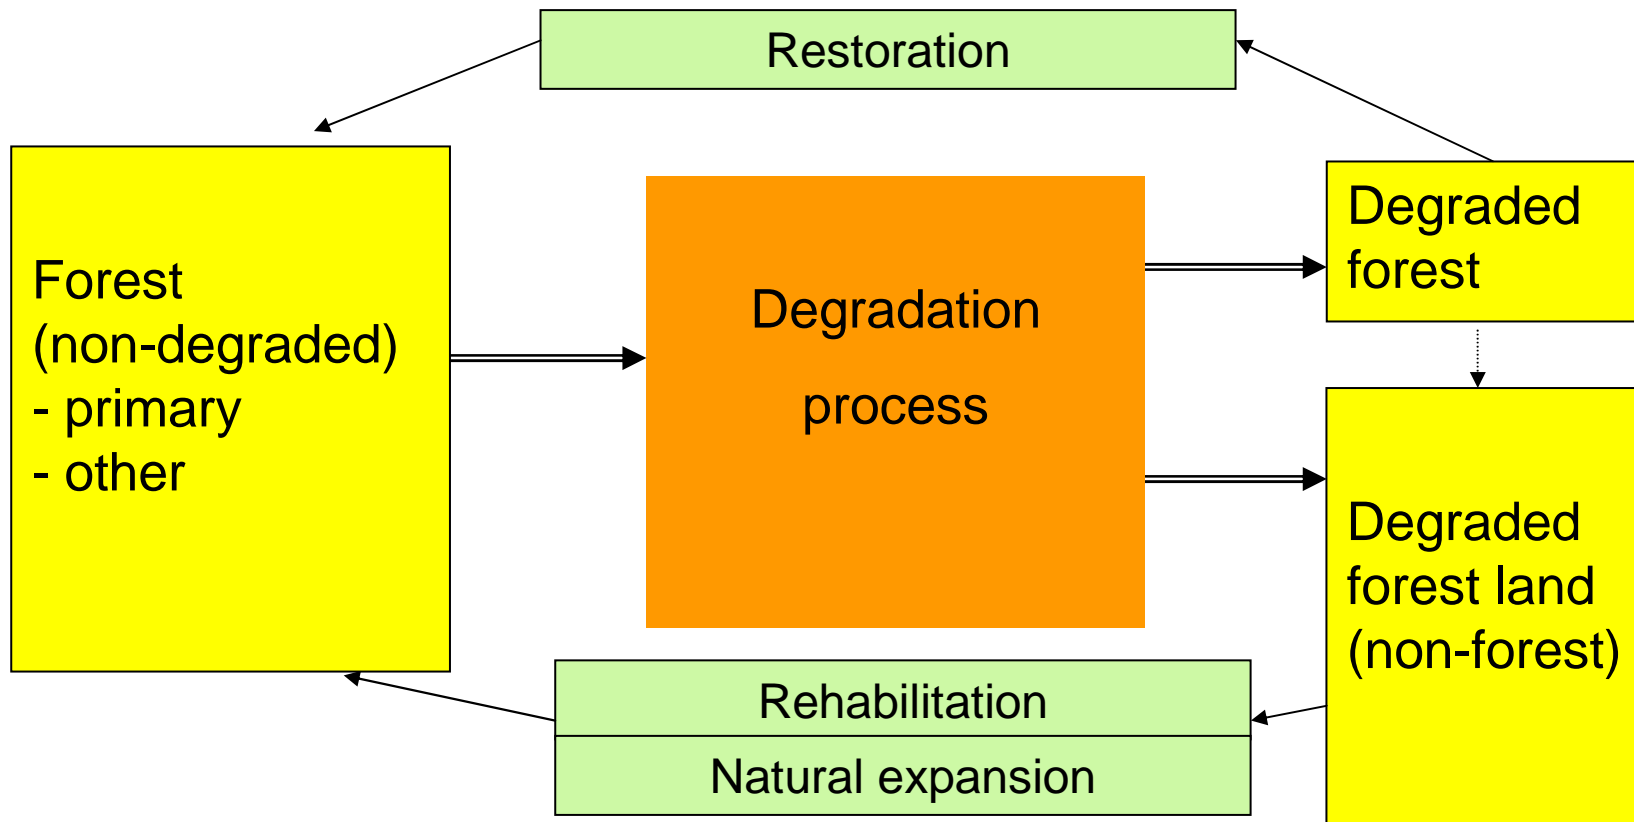 Restoration
Forest
(non-degraded)
- primary
- other
Degradation
process
Degraded
forest
Degraded
forest land
(non-forest)
Rehabilitation
Natural expansion